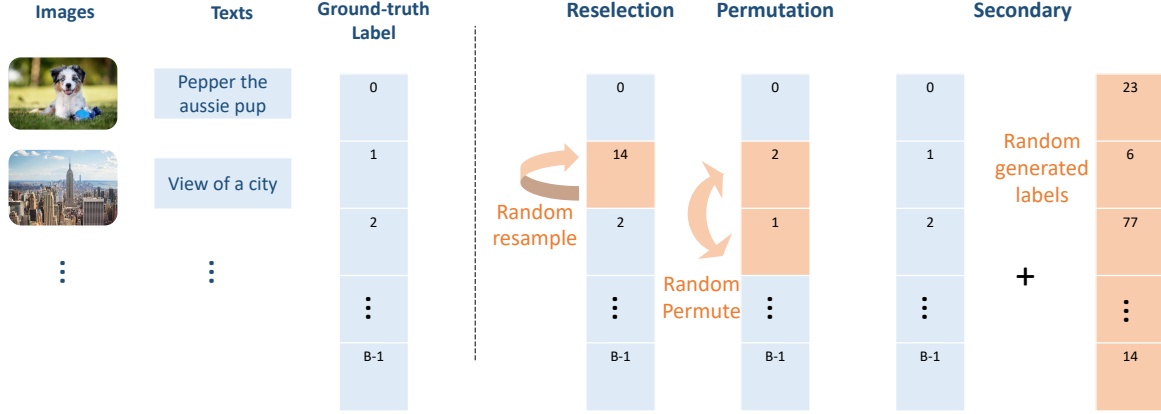 Images
Texts
Ground-truth
Label
Reselection
Permutation
Secondary
Pepper the
aussie pup
View of a city
⋮
⋮
0
1
2
⋮
B-1
0
14
2
⋮
B-1
Random
resample
0
2
1
⋮
B-1
Random
Permute
0
1
2
⋮
B-1
Random
generated
labels
+
23
6
77
⋮
14